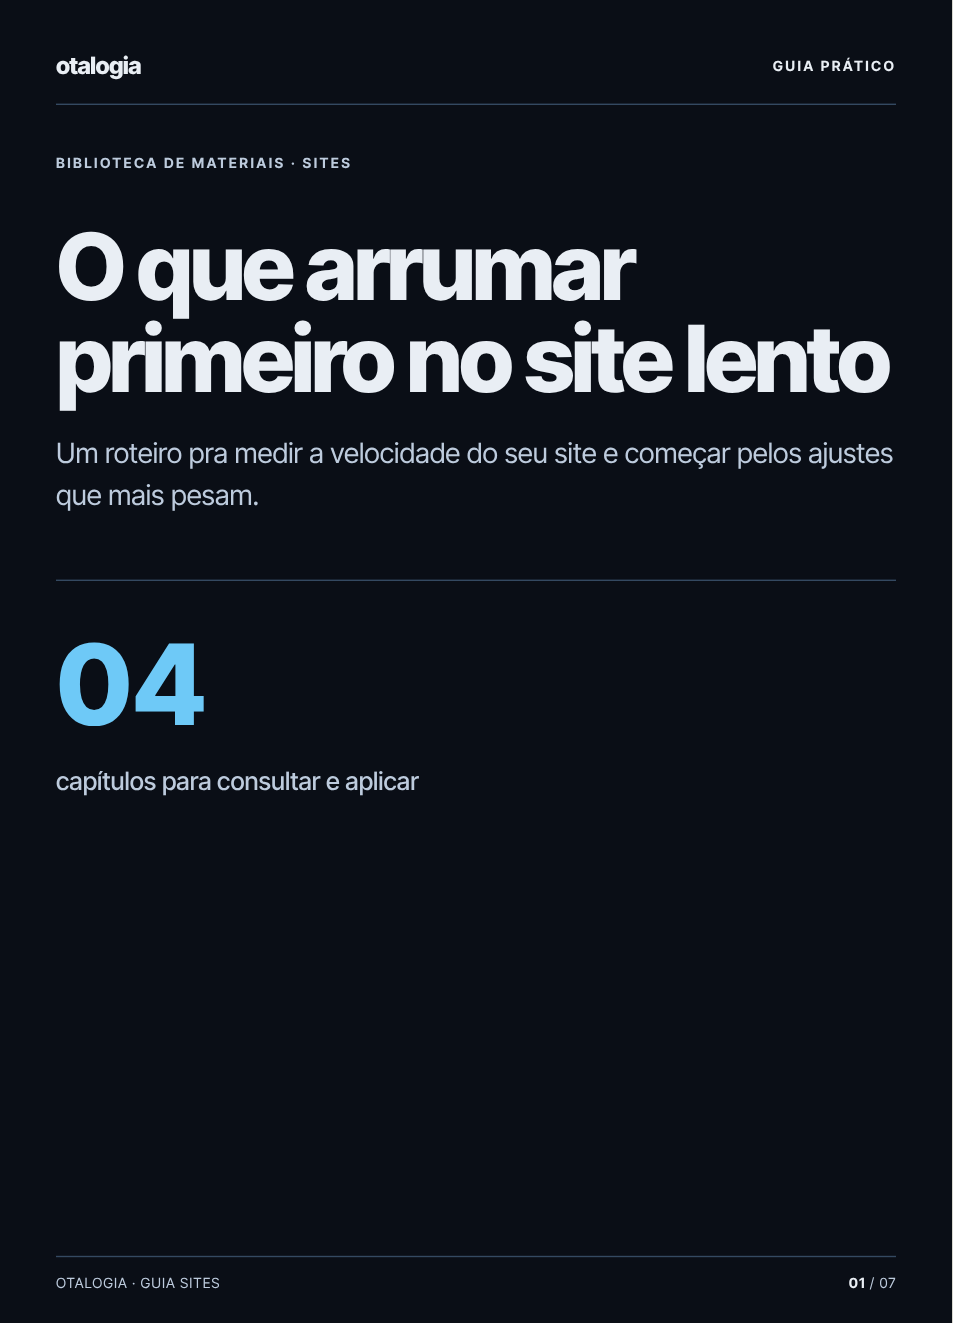 otalogia
GUIA PRÁTICO
BIBLIOTECA DE MATERIAIS · SITES
O que arrumar
primeiro no site lento
Um roteiro pra medir a velocidade do seu site e começar pelos ajustes
que mais pesam.
04
capítulos para consultar e aplicar
OTALOGIA · GUIA SITES
01 / 07